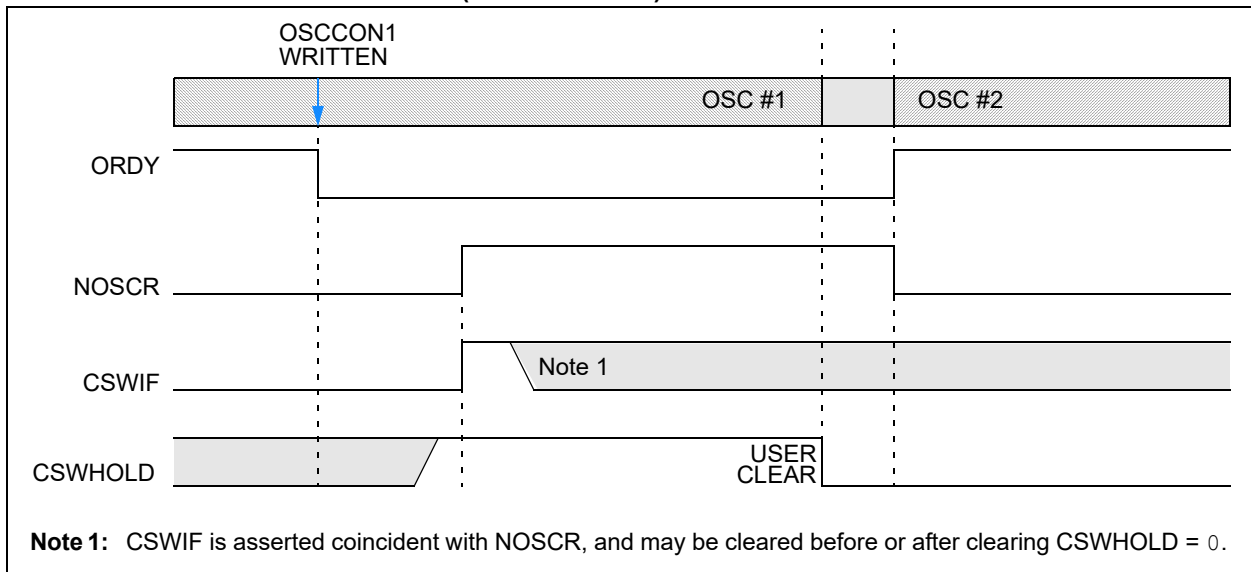 OSCCON1
WRITTEN
OSC #1
OSC #2
ORDY
NOSCR
CSWIF
Note 1
CSWHOLD
USER
CLEAR
Note 1: CSWIF is asserted coincident with NOSCR, and may be cleared before or after clearing CSWHOLD = 0.